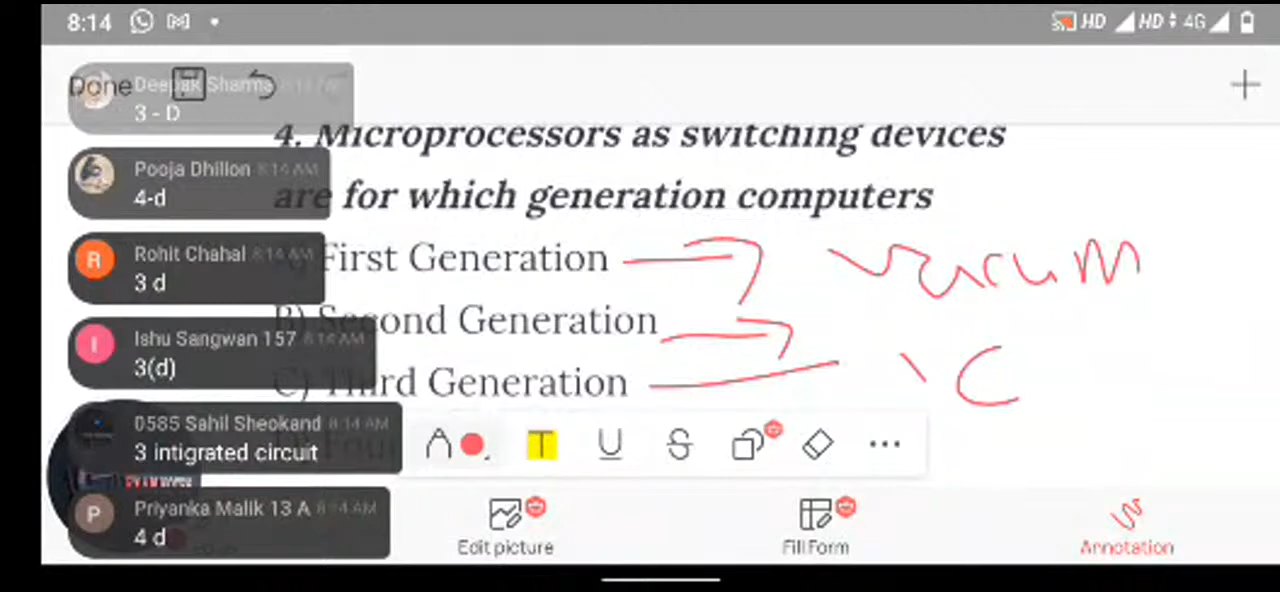 8:14
HD HD 4G
Done
Deepak Sharma
3 - D
Pooja Dhillon 8:14 AM
4-d
Rohit Chahal 8:14 AM
3 d
Ishu Sangwan 157 8:14 AM
3(d)
0585 Sahil Sheokand 8:14 AM
3 intigrated circuit
Priyanka Malik 13 A 8:14 AM
4 d
4. Microprocessors as switching devices
are for which generation computers
First Generation
B) Second Generation
C) Third Generation
IC
T U S
Edit picture
Fill Form
Annotation